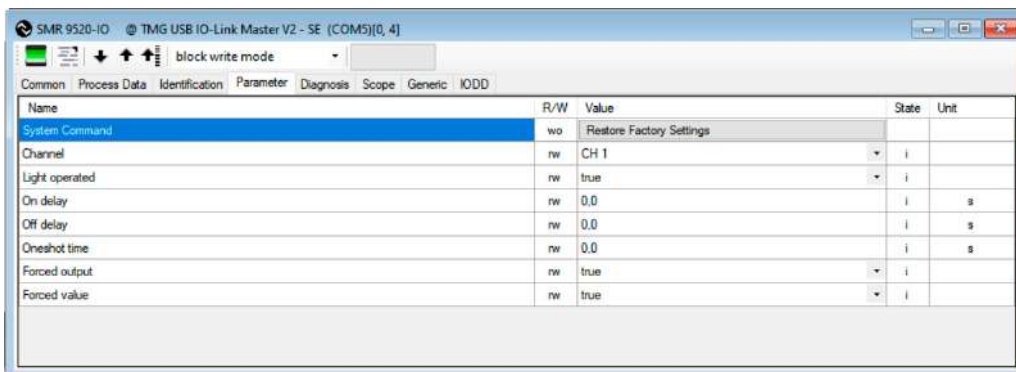 SMR 9520-IO @ TMG USB IO-Link Master V2 - SE (COM5)[0, 4]
block write mode
Common Process Data Identification Parameter Diagnosis Scope Generic IODD
Name R/W Value State Unit
System Command wo Restore Factory Settings
Channel rw CH 1 i
Light operated rw true i
On delay rw 0,0 i s
Off delay rw 0,0 i s
Oneshot time rw 0,0 i s
Forced output rw true i
Forced value rw true i